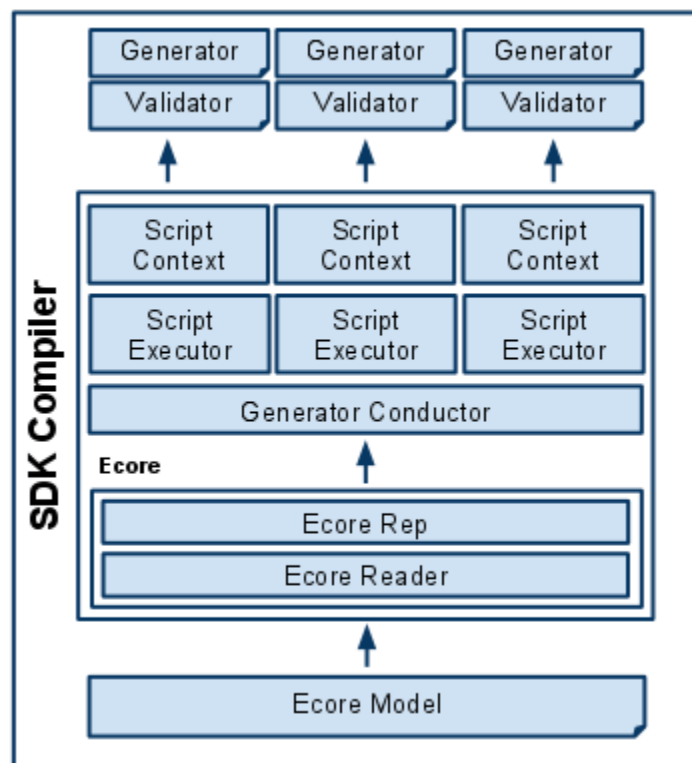 Generator Generator Generator
Validator Validator Validator
Script Context Script Context Script Context
Script Executor Script Executor Script Executor
Generator Conductor
Ecore
Ecore Rep
Ecore Reader
Ecore Model
SDK Compiler